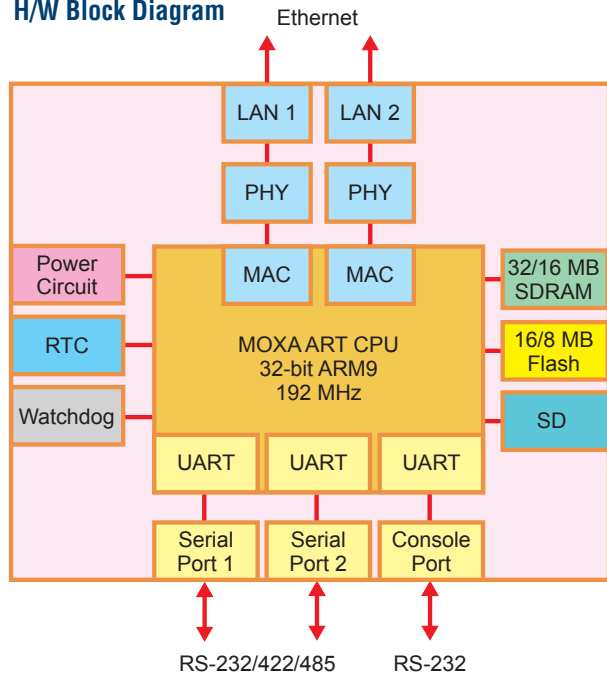 H/W Block Diagram
Ethernet
LAN 1
LAN 2
PHY
PHY
MAC
MAC
Power
Circuit
RTC
Watchdog
MOXA ART CPU
32-bit ARM9
192 MHz
32/16 MB
SDRAM
16/8 MB
Flash
SD
UART
UART
UART
Serial
Port 1
Serial
Port 2
Console
Port
RS-232/422/485
RS-232